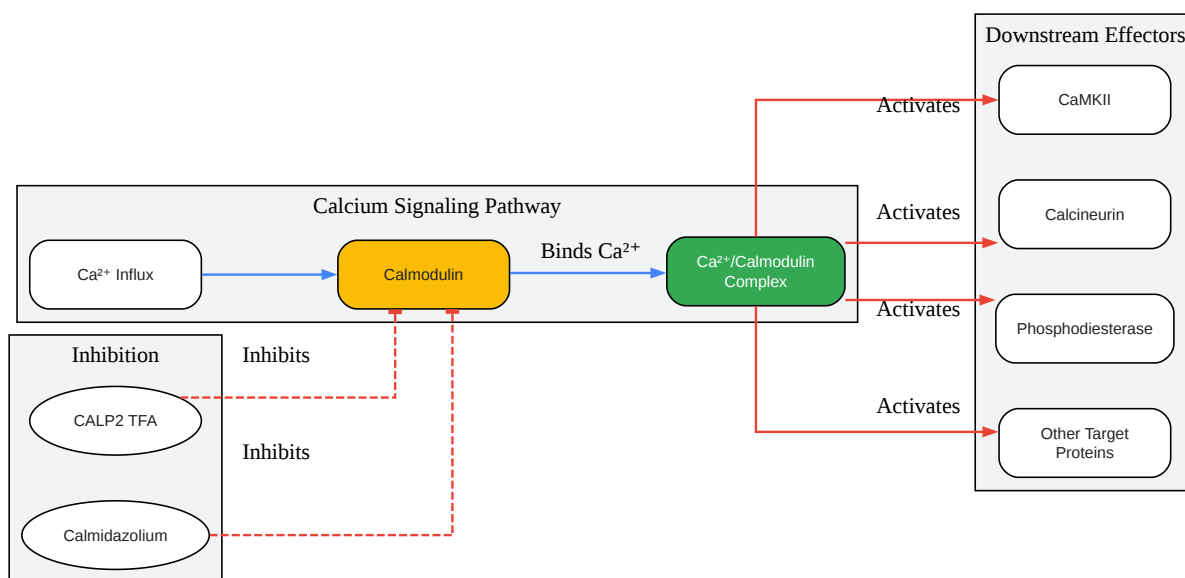 Downstream Effectors
CaMKII
Activates
Calcium Signaling Pathway
Calcineurin
Activates
Binds Ca²⁺
Ca²⁺ Influx
Calmodulin
Ca²⁺/Calmodulin
Complex
Activates
Phosphodiesterase
Inhibition
Inhibits
CALP2 TFA
Activates
Other Target
Proteins
Inhibits
Calmidazolium